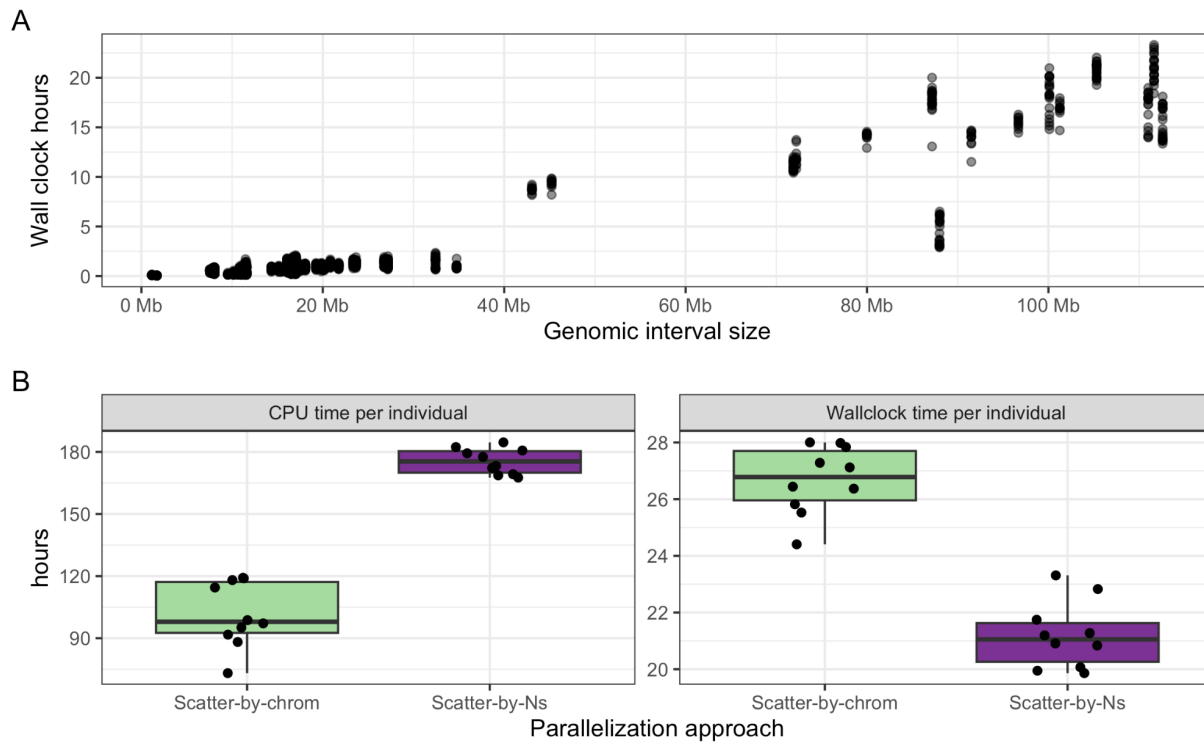 A
Wall clock hours
20
15
10
5
0
0 Mb 20 Mb 40 Mb 60 Mb 80 Mb 100 Mb
Genomic interval size
B
CPU time per individual Wallclock time per individual
hours
180
150
120
90
28
26
24
22
20
Scatter-by-chrom Scatter-by-Ns Scatter-by-chrom Scatter-by-Ns
Parallelization approach